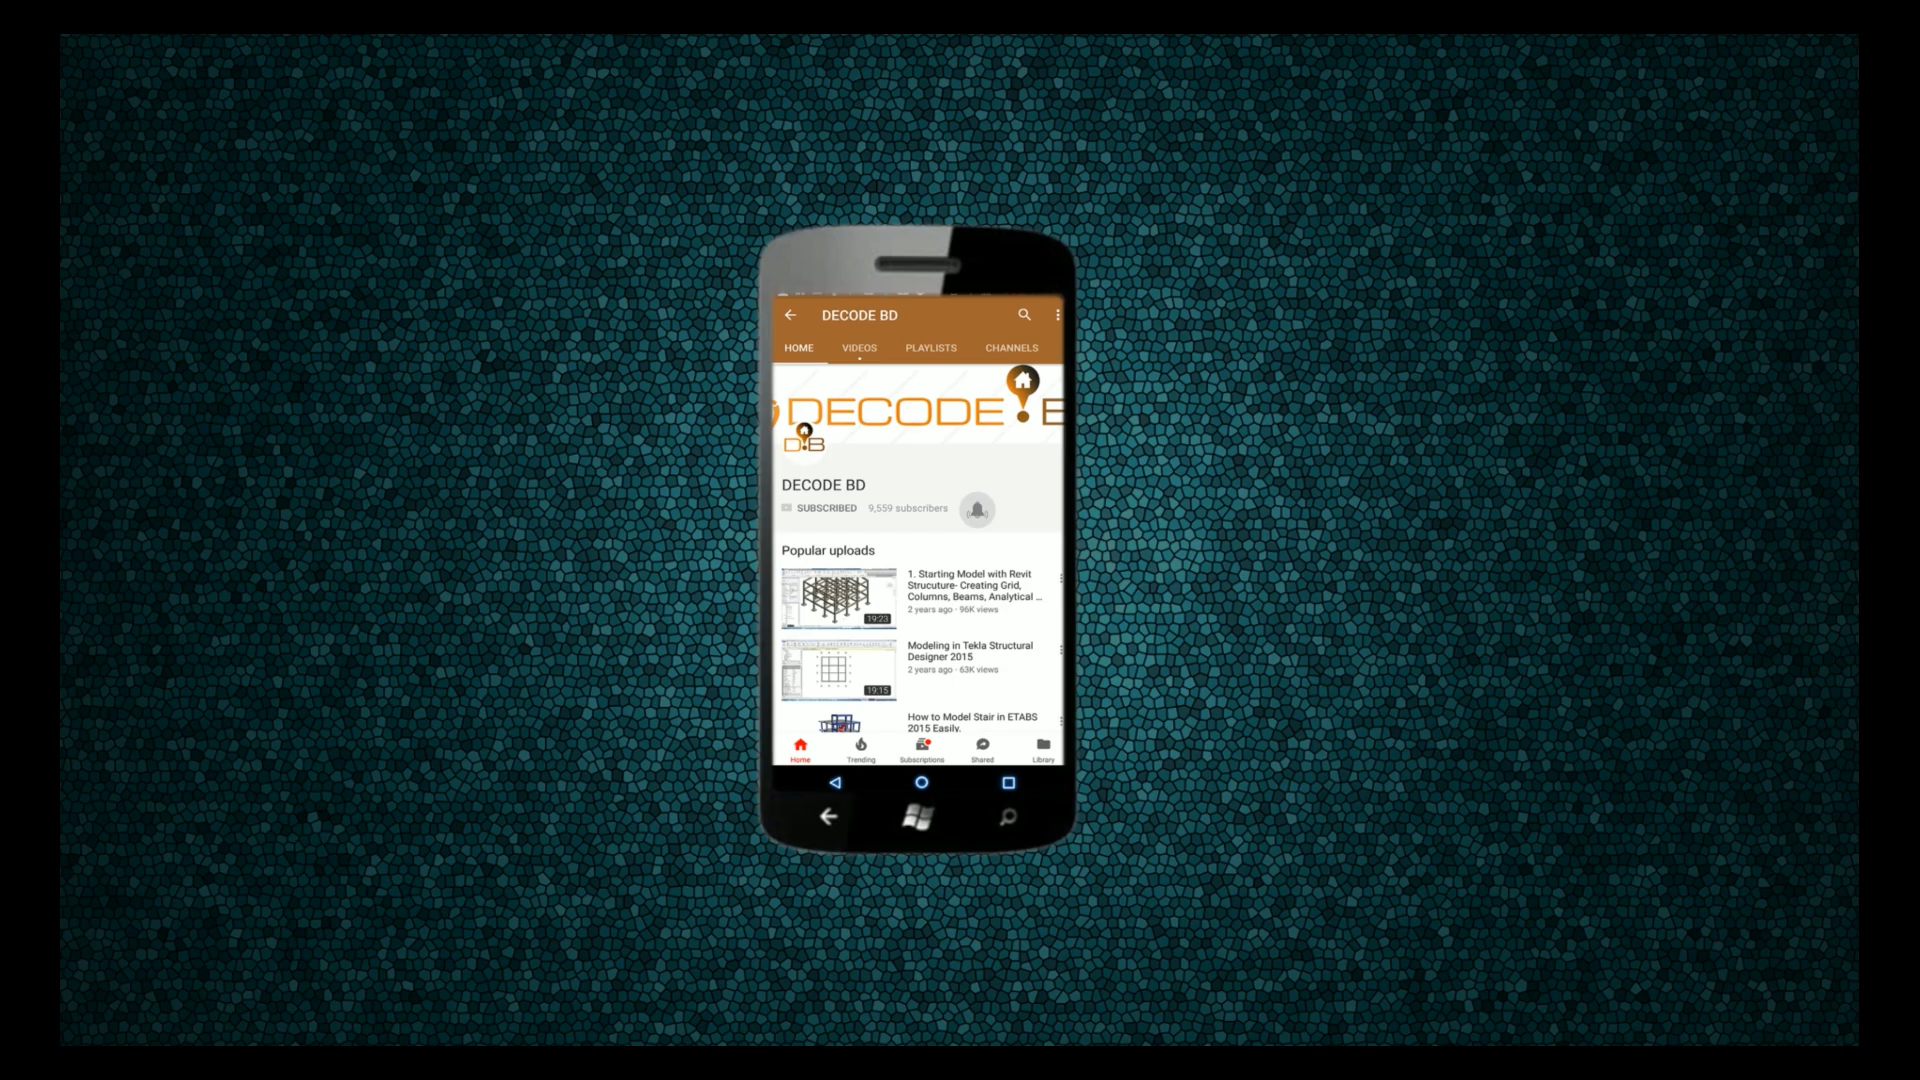 DECODE BD
HOME VIDEOS PLAYLISTS CHANNELS
DECODE
D B
DECODE BD
SUBSCRIBED 9,559 subscribers
Popular uploads
1. Starting Model with Revit
Strucuture- Creating Grid,
Columns, Beams, Analytical ...
2 years ago · 96K views
19:23
Modeling in Tekla Structural
Designer 2015
2 years ago · 63K views
19:15
How to Model Stair in ETABS
2015 Easily.
Home Trending Subscriptions Shared Library